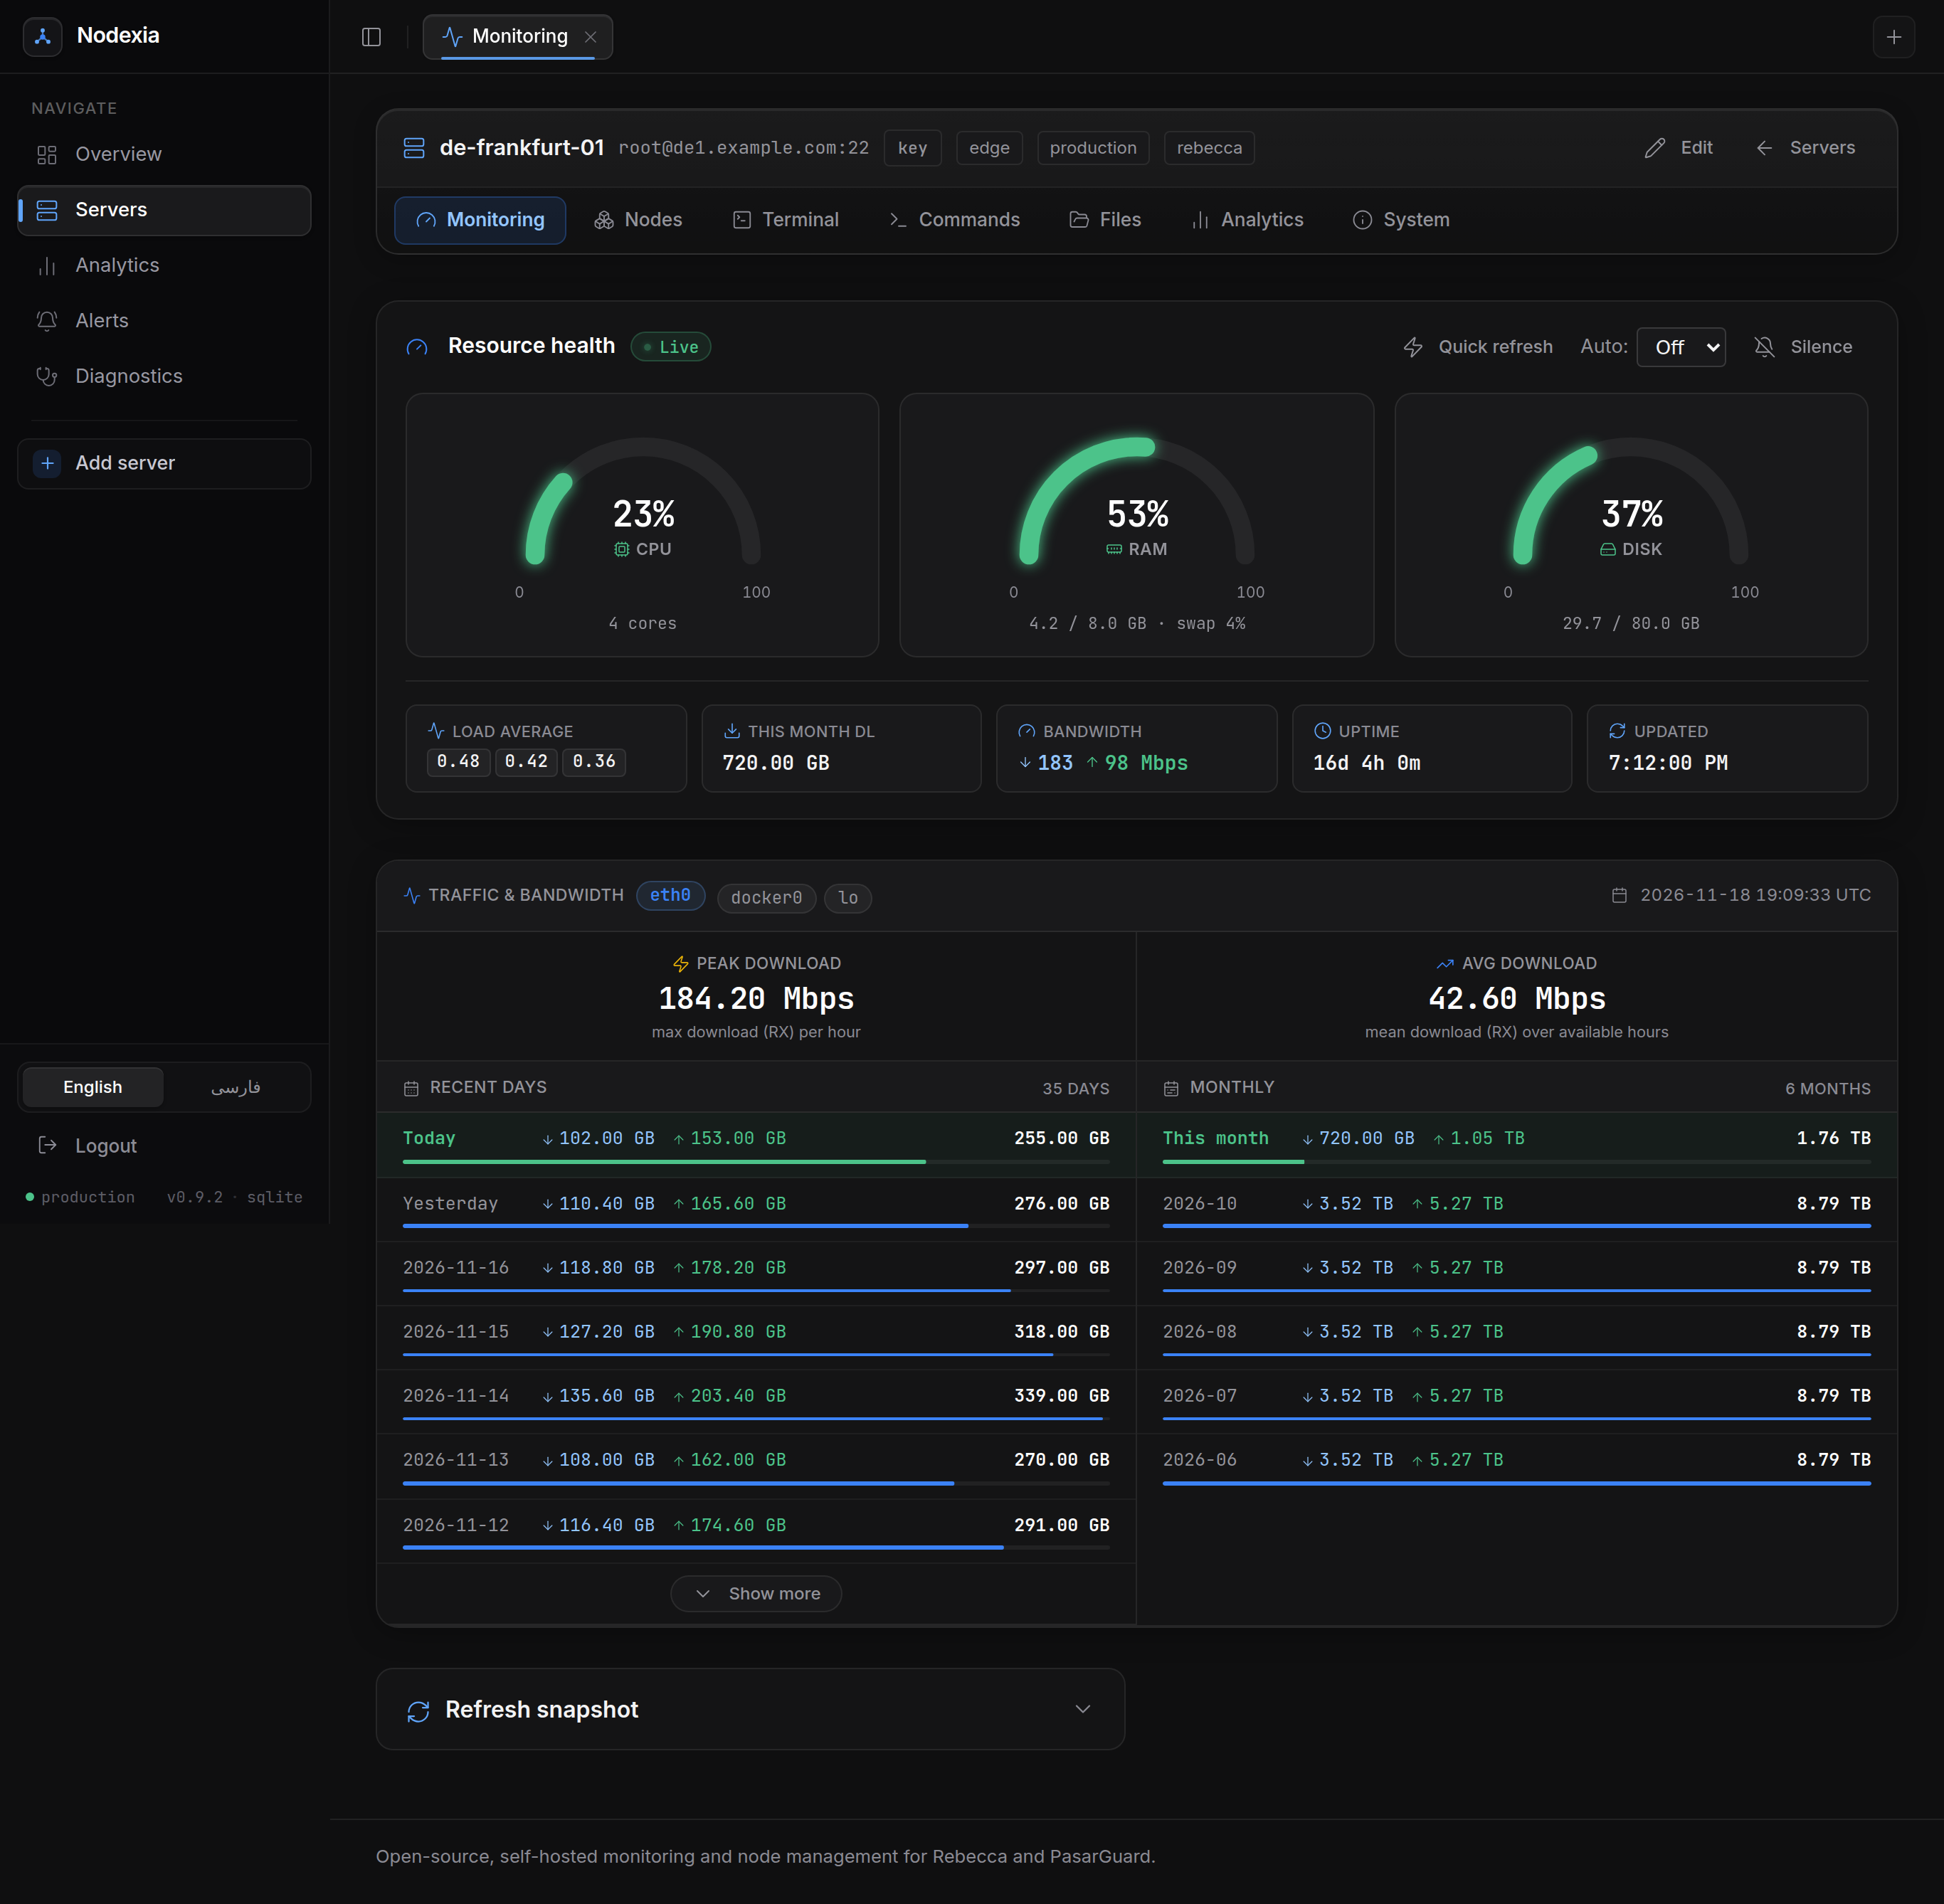 Nodexia
Monitoring
NAVIGATE
Overview
Servers
Analytics
Alerts
Diagnostics
Add server
English
فارسی
Logout
production v0.9.2 · sqlite
de-frankfurt-01 root@de1.example.com:22 key edge production rebecca
Edit Servers
Monitoring Nodes Terminal Commands Files Analytics System
Resource health Live
Quick refresh Auto: Off Silence
23%
CPU
0 100
4 cores
53%
RAM
0 100
4.2 / 8.0 GB · swap 4%
37%
DISK
0 100
29.7 / 80.0 GB
LOAD AVERAGE
0.48 0.42 0.36
THIS MONTH DL
720.00 GB
BANDWIDTH
↓ 183 ↑ 98 Mbps
UPTIME
16d 4h 0m
UPDATED
7:12:00 PM
TRAFFIC & BANDWIDTH eth0 docker0 lo
2026-11-18 19:09:33 UTC
PEAK DOWNLOAD
184.20 Mbps
max download (RX) per hour
AVG DOWNLOAD
42.60 Mbps
mean download (RX) over available hours
RECENT DAYS 35 DAYS
Today ↓ 102.00 GB ↑ 153.00 GB 255.00 GB
Yesterday ↓ 110.40 GB ↑ 165.60 GB 276.00 GB
2026-11-16 ↓ 118.80 GB ↑ 178.20 GB 297.00 GB
2026-11-15 ↓ 127.20 GB ↑ 190.80 GB 318.00 GB
2026-11-14 ↓ 135.60 GB ↑ 203.40 GB 339.00 GB
2026-11-13 ↓ 108.00 GB ↑ 162.00 GB 270.00 GB
2026-11-12 ↓ 116.40 GB ↑ 174.60 GB 291.00 GB
Show more
MONTHLY 6 MONTHS
This month ↓ 720.00 GB ↑ 1.05 TB 1.76 TB
2026-10 ↓ 3.52 TB ↑ 5.27 TB 8.79 TB
2026-09 ↓ 3.52 TB ↑ 5.27 TB 8.79 TB
2026-08 ↓ 3.52 TB ↑ 5.27 TB 8.79 TB
2026-07 ↓ 3.52 TB ↑ 5.27 TB 8.79 TB
2026-06 ↓ 3.52 TB ↑ 5.27 TB 8.79 TB
Refresh snapshot
Open-source, self-hosted monitoring and node management for Rebecca and PasarGuard.